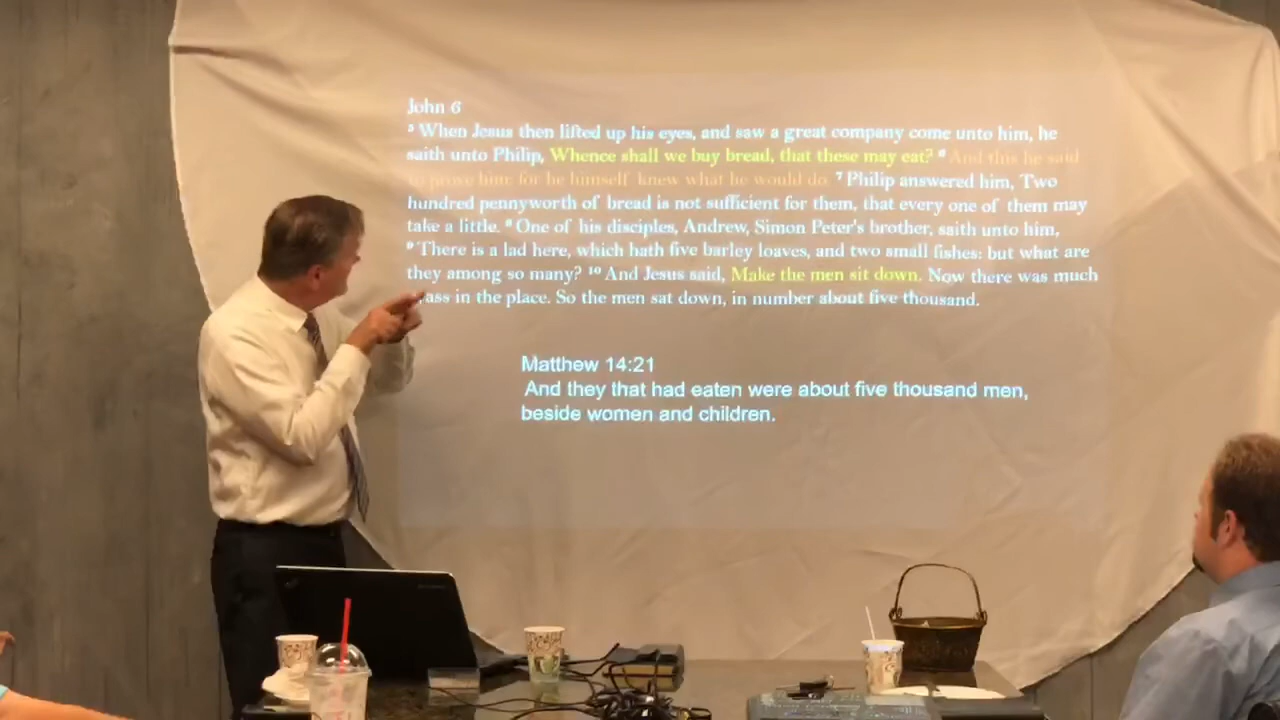 John 6
⁵ When Jesus then lifted up his eyes, and saw a great company come unto him, he
saith unto Philip, Whence shall we buy bread, that these may eat? ⁶ And this he said
to prove him: for he himself knew what he would do. ⁷ Philip answered him, Two
hundred pennyworth of bread is not sufficient for them, that every one of them may
take a little. ⁸ One of his disciples, Andrew, Simon Peter's brother, saith unto him,
⁹ There is a lad here, which hath five barley loaves, and two small fishes: but what are
they among so many? ¹⁰ And Jesus said, Make the men sit down. Now there was much
ass in the place. So the men sat down, in number about five thousand.
Matthew 14:21
And they that had eaten were about five thousand men,
beside women and children.